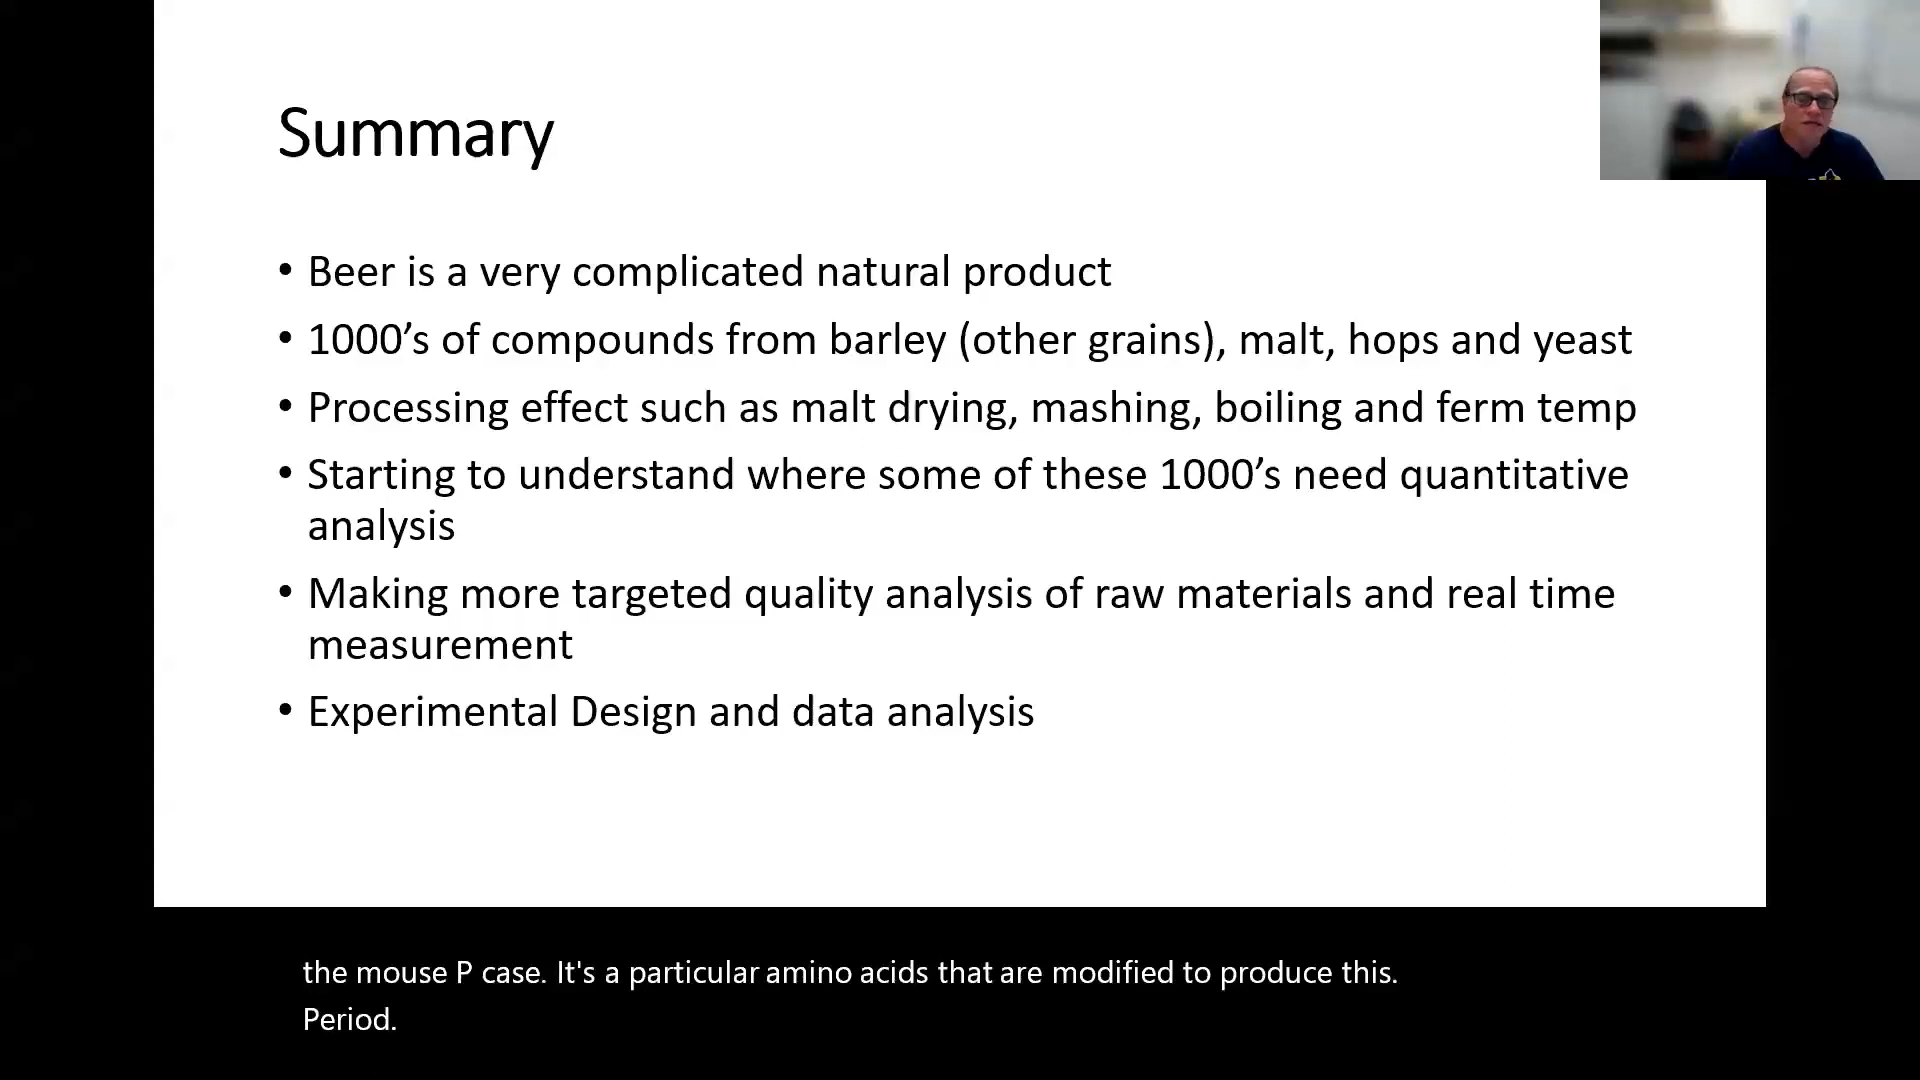 Summary
• Beer is a very complicated natural product
• 1000’s of compounds from barley (other grains), malt, hops and yeast
• Processing effect such as malt drying, mashing, boiling and ferm temp
• Starting to understand where some of these 1000’s need quantitative
analysis
• Making more targeted quality analysis of raw materials and real time
measurement
• Experimental Design and data analysis
the mouse P case. It's a particular amino acids that are modified to produce this.
Period.